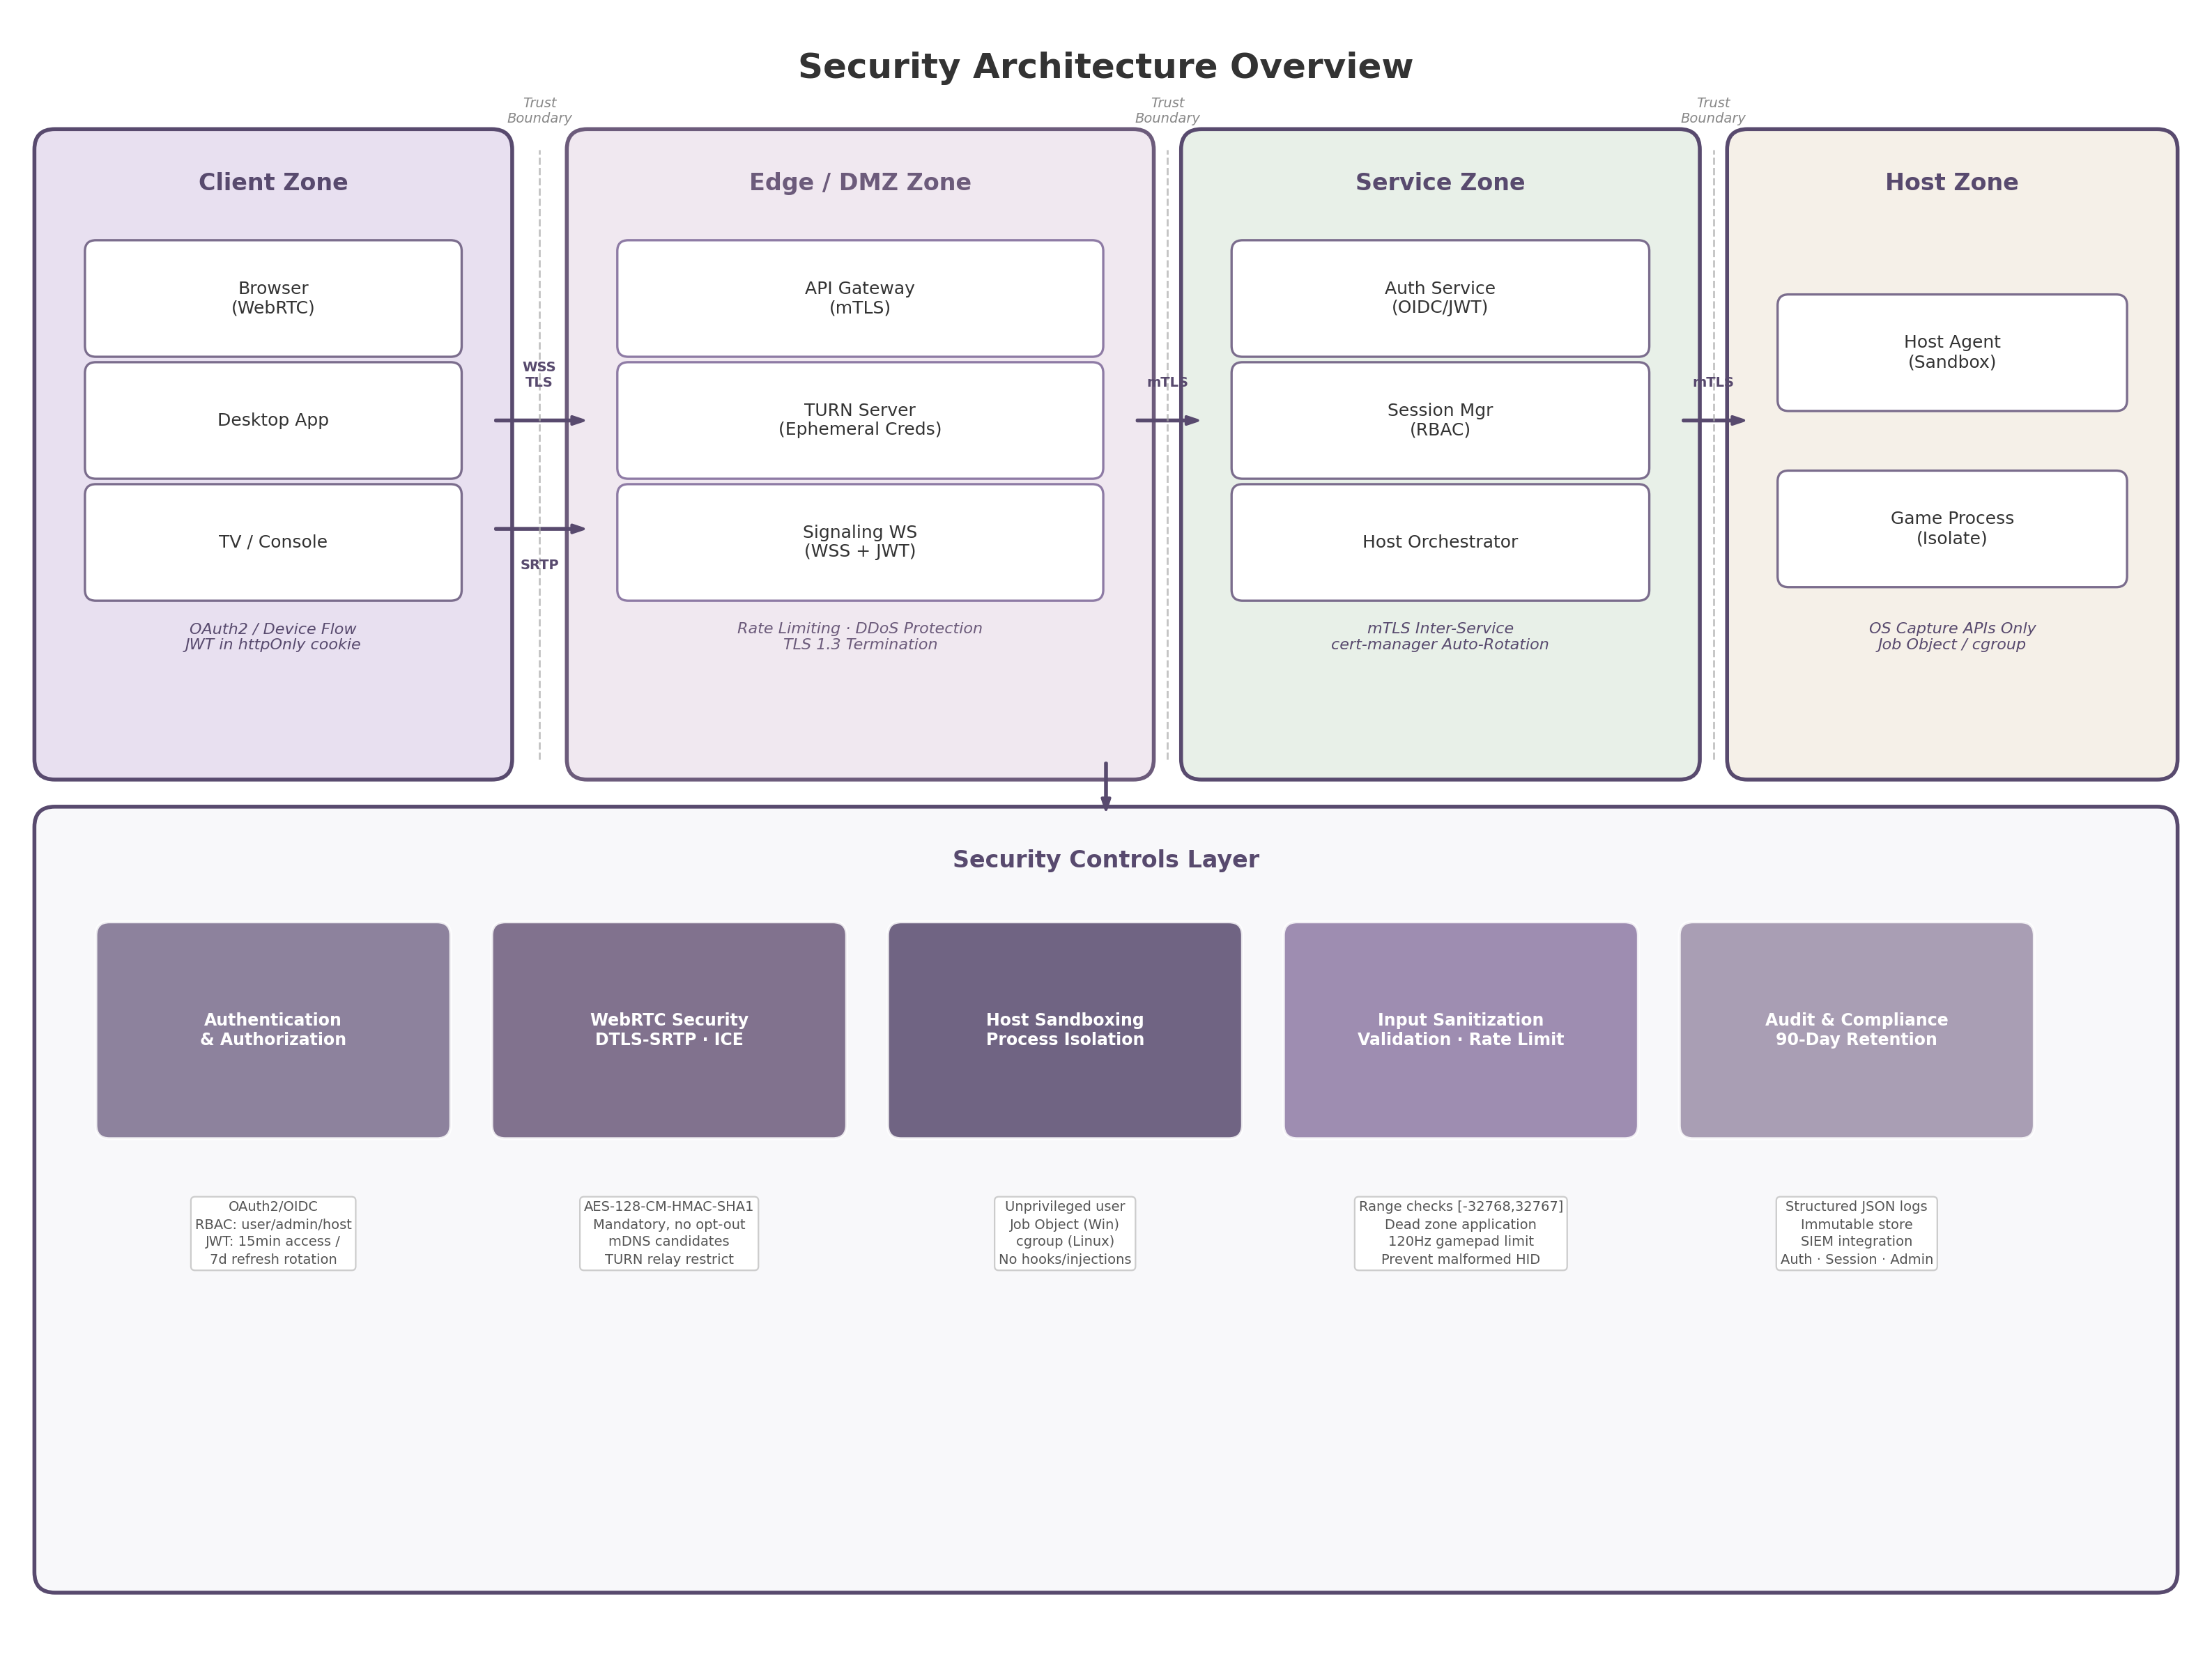 Security Architecture Overview
Trust
Boundary
Trust
Boundary
Trust
Boundary
Client Zone
Browser
(WebRTC)
Desktop App
TV / Console
OAuth2 / Device Flow
JWT in httpOnly cookie
WSS
TLS
SRTP
Edge / DMZ Zone
API Gateway
(mTLS)
TURN Server
(Ephemeral Creds)
Signaling WS
(WSS + JWT)
Rate Limiting · DDoS Protection
TLS 1.3 Termination
mTLS
Service Zone
Auth Service
(OIDC/JWT)
Session Mgr
(RBAC)
Host Orchestrator
mTLS Inter-Service
cert-manager Auto-Rotation
mTLS
Host Zone
Host Agent
(Sandbox)
Game Process
(Isolate)
OS Capture APIs Only
Job Object / cgroup
Security Controls Layer
Authentication
& Authorization
OAuth2/OIDC
RBAC: user/admin/host
JWT: 15min access /
7d refresh rotation
WebRTC Security
DTLS-SRTP · ICE
AES-128-CM-HMAC-SHA1
Mandatory, no opt-out
mDNS candidates
TURN relay restrict
Host Sandboxing
Process Isolation
Unprivileged user
Job Object (Win)
cgroup (Linux)
No hooks/injections
Input Sanitization
Validation · Rate Limit
Range checks [-32768,32767]
Dead zone application
120Hz gamepad limit
Prevent malformed HID
Audit & Compliance
90-Day Retention
Structured JSON logs
Immutable store
SIEM integration
Auth · Session · Admin